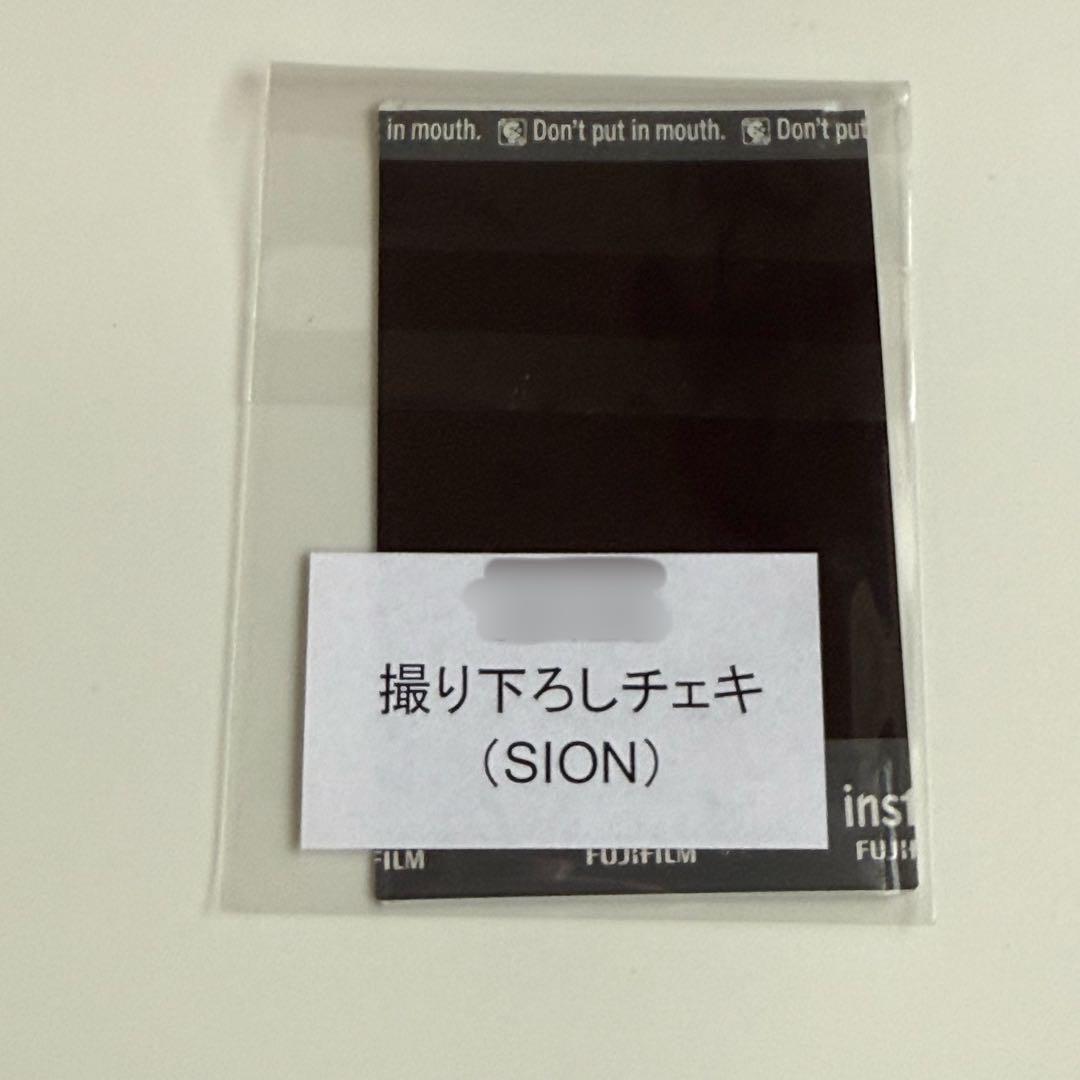 in mouth. Don't put in mouth. Don't put
撮り下ろしチェキ
（SION）
inst
FILM FUJIFILM FUJI